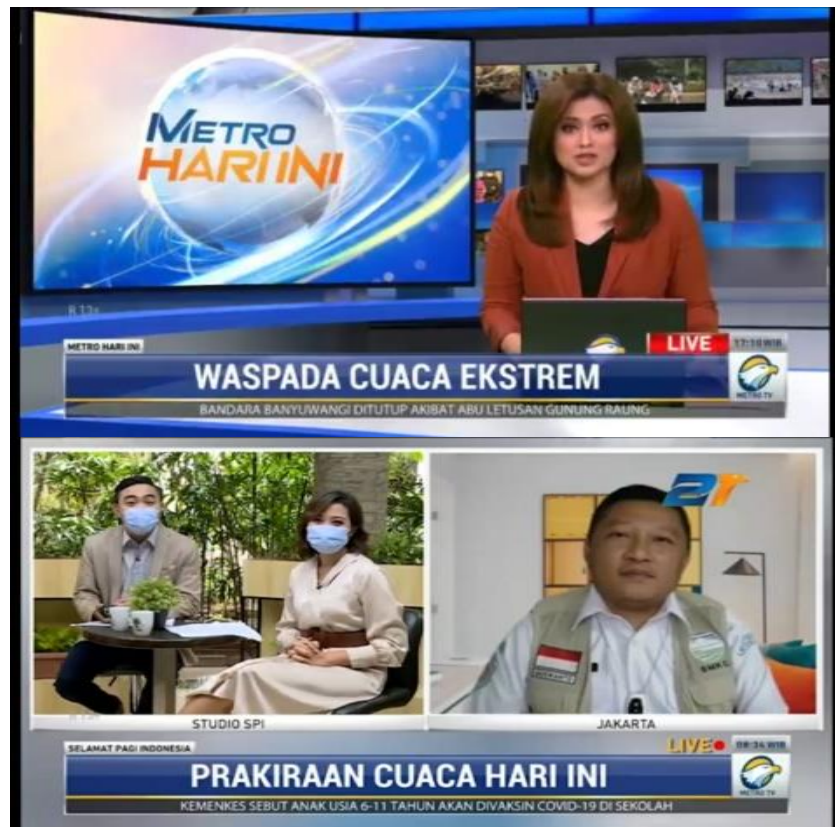 METRO
HARI INI
METRO HARI INI
LIVE
17:10 WIB
WASPADA CUACA EKSTREM
METRO TV
BANDARA BANYUWANGI DITUTUP AKIBAT ABU LETUSAN GUNUNG RAUNG
STUDIO SPI
JAKARTA
SELAMAT PAGI INDONESIA
LIVE
08:34 WIB
PRAKIRAAN CUACA HARI INI
METRO TV
KEMENKES SEBUT ANAK USIA 6-11 TAHUN AKAN DIVAKSIN COVID-19 DI SEKOLAH